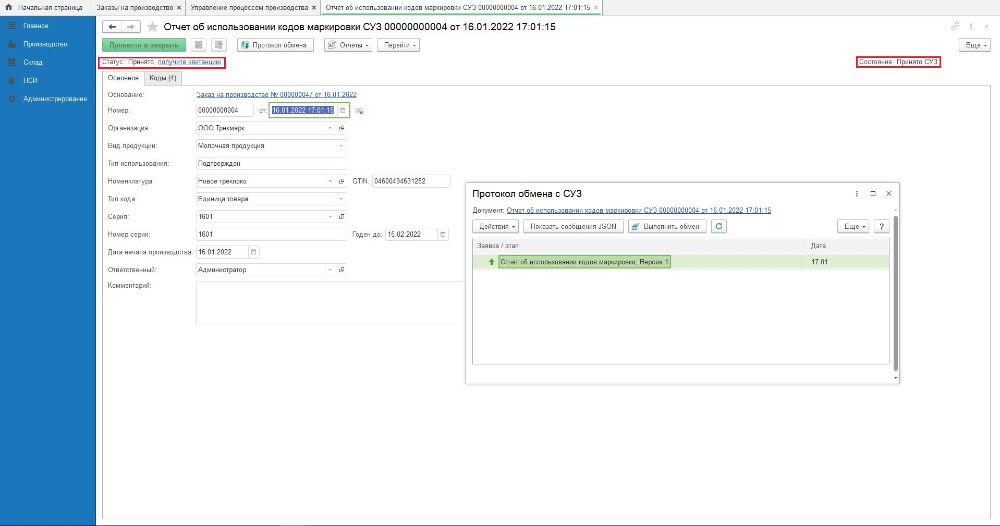 Начальная страница
Заказы на производство
Управление процессом производства
Отчет об использовании кодов маркировки СУЗ 00000000004 от 16.01.2022 17:01:15
Главное
Производство
Склад
НСИ
Администрирование
Отчет об использовании кодов маркировки СУЗ 00000000004 от 16.01.2022 17:01:15
Провести и закрыть
Протокол обмена
Отчеты
Перейти
Еще
Статус: Принято, получите квитанцию
Состояние: Принято СУЗ
Основное
Коды (4)
Основание: Заказ на производство № 000000047 от 16.01.2022
Номер: 00000000004 от: 16.01.2022 17:01:15
Организация: ООО Трекмарк
Вид продукции: Молочная продукция
Тип использования: Подтвержден
Номенклатура: Новое треклоко GTIN: 04600494631252
Тип кода: Единица товара
Серия: 1601
Номер серии: 1601 Годен до: 15.02.2022
Дата начала производства: 16.01.2022
Ответственный: Администратор
Комментарий:
Протокол обмена с СУЗ
Документ: Отчет об использовании кодов маркировки СУЗ 00000000004 от 16.01.2022 17:01:15
Действия
Показать сообщения JSON
Выполнить обмен
Еще
?
Заявка / этап Дата
Отчет об использовании кодов маркировки, Версия 1 17:01